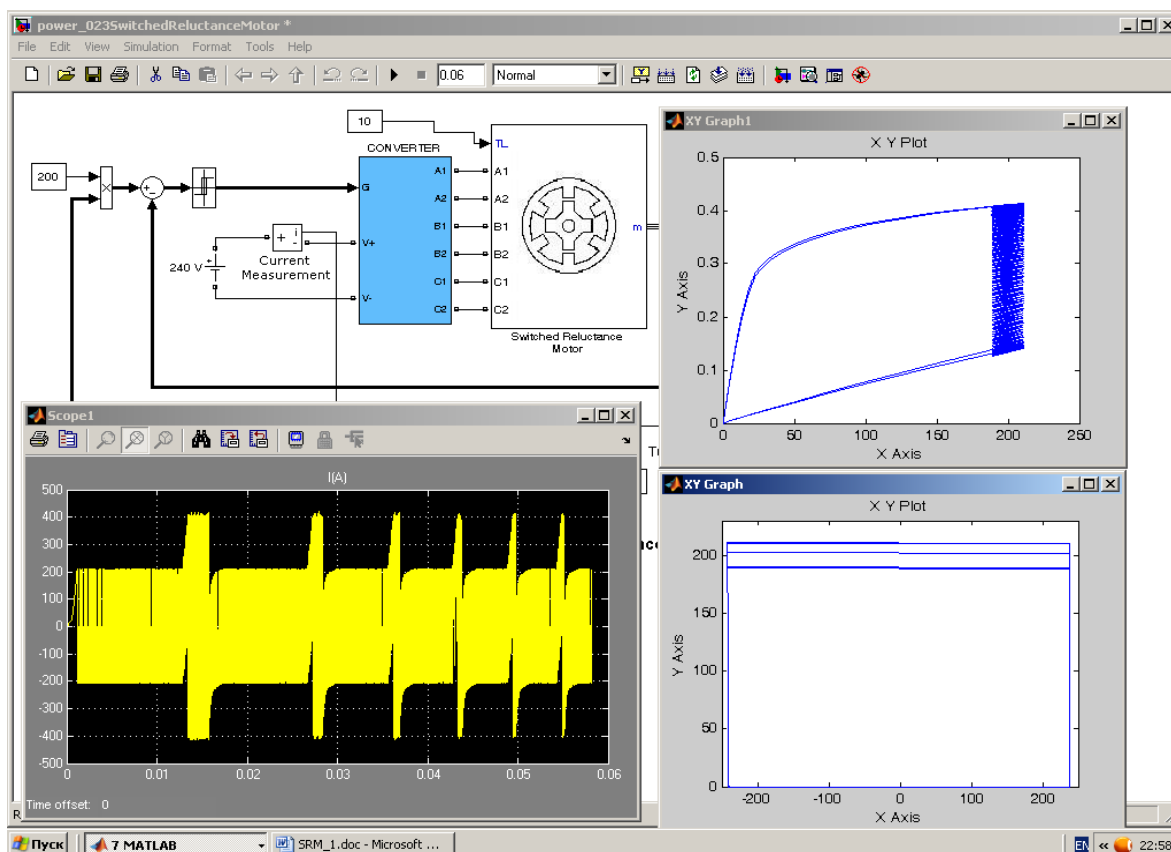 power_023SwitchedReluctanceMotor *
File Edit View Simulation Format Tools Help
0.06 Normal
10
CONVERTER
200
G
A1
A2
B1
B2
C1
C2
V+
V-
TL
A1
A2
B1
B2
C1
C2
m
i
+
-
Current
Measurement
240 V
+
Switched Reluctance
Motor
XY Graph1
X Y Plot
Y Axis
0.5
0.4
0.3
0.2
0.1
0
0 50 100 150 200 250
X Axis
Scope1
I(A)
500
400
300
200
100
0
-100
-200
-300
-400
-500
0 0.01 0.02 0.03 0.04 0.05 0.06
Time offset: 0
XY Graph
X Y Plot
Y Axis
200
150
100
50
0
-200 -100 0 100 200
X Axis
Пуск 7 MATLAB SRM_1.doc - Microsoft ... EN « 22:58